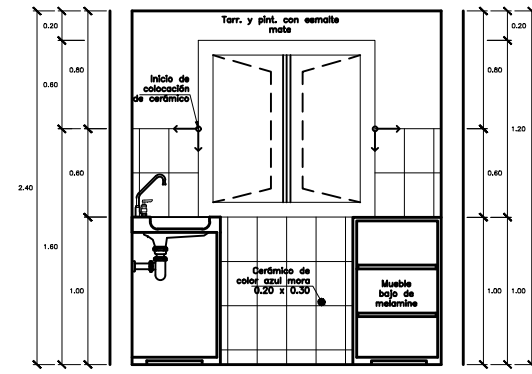 Tarr. y pint. con esmalte
mate
Inicio de
colocación
de cerámico
Cerámico de
color azul mora
0.20 x 0.30
Mueble
bajo de
melamine
0.20
0.60
0.80
2.40
0.60
1.60
1.00
0.20
0.80
1.20
0.60
1.00
1.00